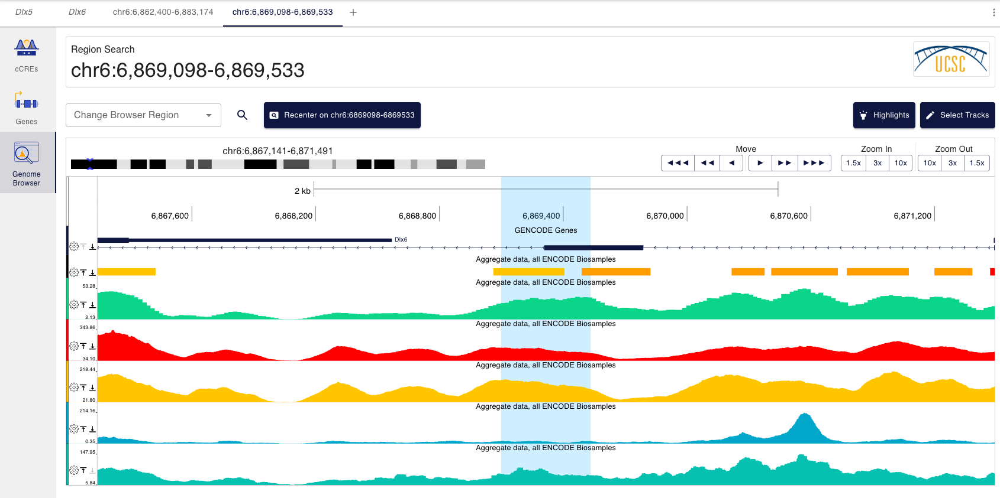 Dlx5 Dlx6 chr6:6,862,400-6,883,174 chr6:6,869,098-6,869,533 +
cCREs
Genes
Genome
Browser
Region Search
chr6:6,869,098-6,869,533
UCSC
Change Browser Region
Recenter on chr6:6869098-6869533
Highlights
Select Tracks
chr6:6,867,141-6,871,491
Move
Zoom In
Zoom Out
1.5x 3x 10x
10x 3x 1.5x
2 kb
6,867,600 6,868,200 6,868,800 6,869,400 6,870,000 6,870,600 6,871,200
GENCODE Genes
Dlx6
Aggregate data, all ENCODE Biosamples
Aggregate data, all ENCODE Biosamples
53.28
2.13
Aggregate data, all ENCODE Biosamples
343.86
34.10
Aggregate data, all ENCODE Biosamples
218.44
21.80
Aggregate data, all ENCODE Biosamples
214.16
0.35
Aggregate data, all ENCODE Biosamples
147.95
5.84